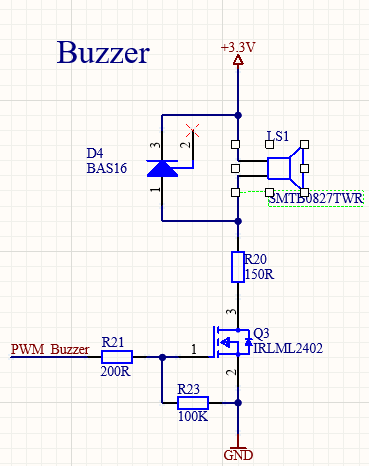 Buzzer
+3.3V
LS1
3
2
D4
BAS16
1
SMTB0827TWR
R20
150R
3
Q3
IRLML2402
PWM_Buzzer
R21
200R
1
2
R23
100K
GND